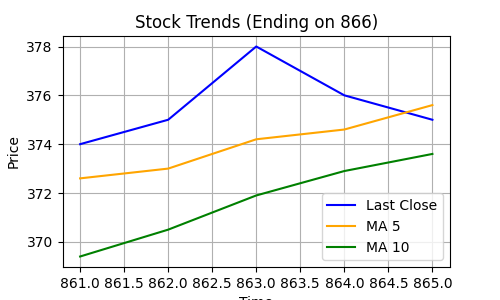 Stock Trends (Ending on 866)
Price
378
376
374
372
370
Last Close
MA 5
MA 10
861.0 861.5 862.0 862.5 863.0 863.5 864.0 864.5 865.0
Time